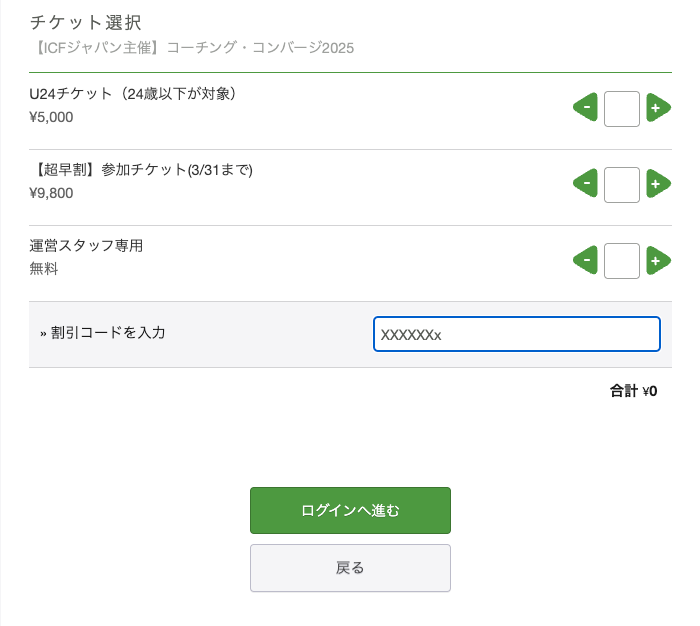 チケット選択
【ICFジャパン主催】コーチング・コンバージ2025
U24チケット（24歳以下が対象）
¥5,000
- +
【超早割】参加チケット(3/31まで)
¥9,800
- +
運営スタッフ専用
無料
- +
» 割引コードを入力 XXXXXXx
合計 ¥0
ログインへ進む
戻る